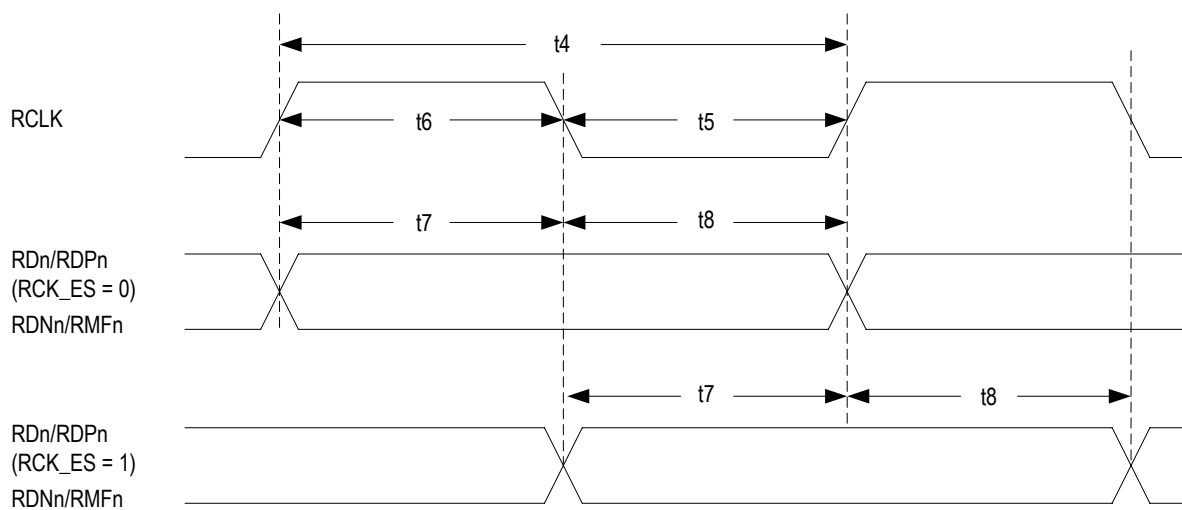 t4
RCLK
t6
t5
t7
t8
RDn/RDPn
(RCK_ES = 0)
RDNn/RMFn
t7
t8
RDn/RDPn
(RCK_ES = 1)
RDNn/RMFn